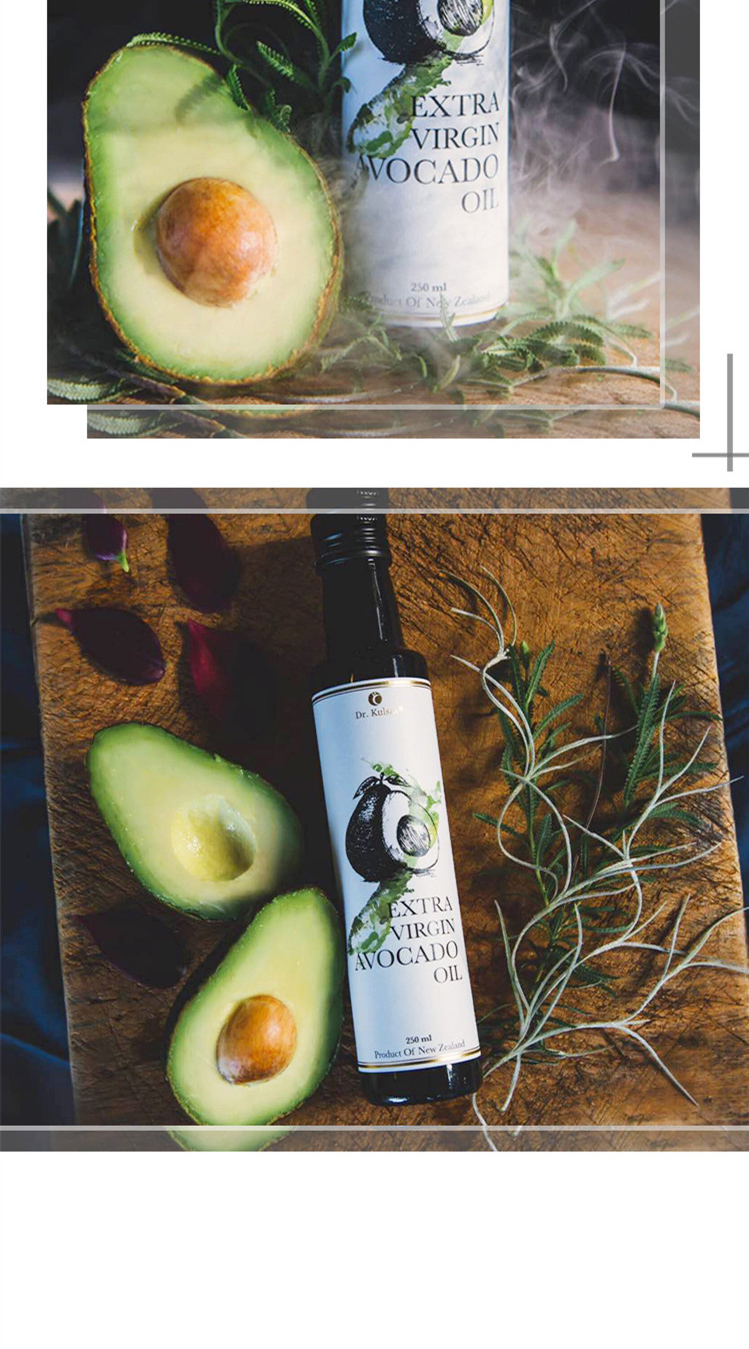 EXTRA
VIRGIN
AVOCADO
OIL
250 ml
Product Of New Zealand
Dr.
EXTRA
VIRGIN
AVOCADO
OIL
250 ml
Product Of New Zealand